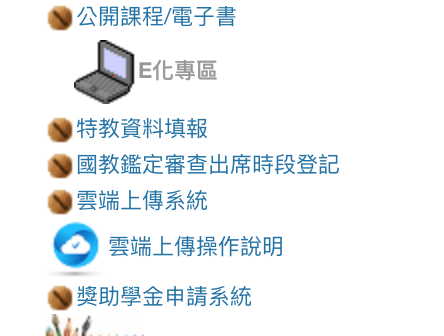 公開課程/電子書
E化專區
特教資料填報
國教鑑定審查出席時段登記
雲端上傳系統
雲端上傳操作說明
獎助學金申請系統